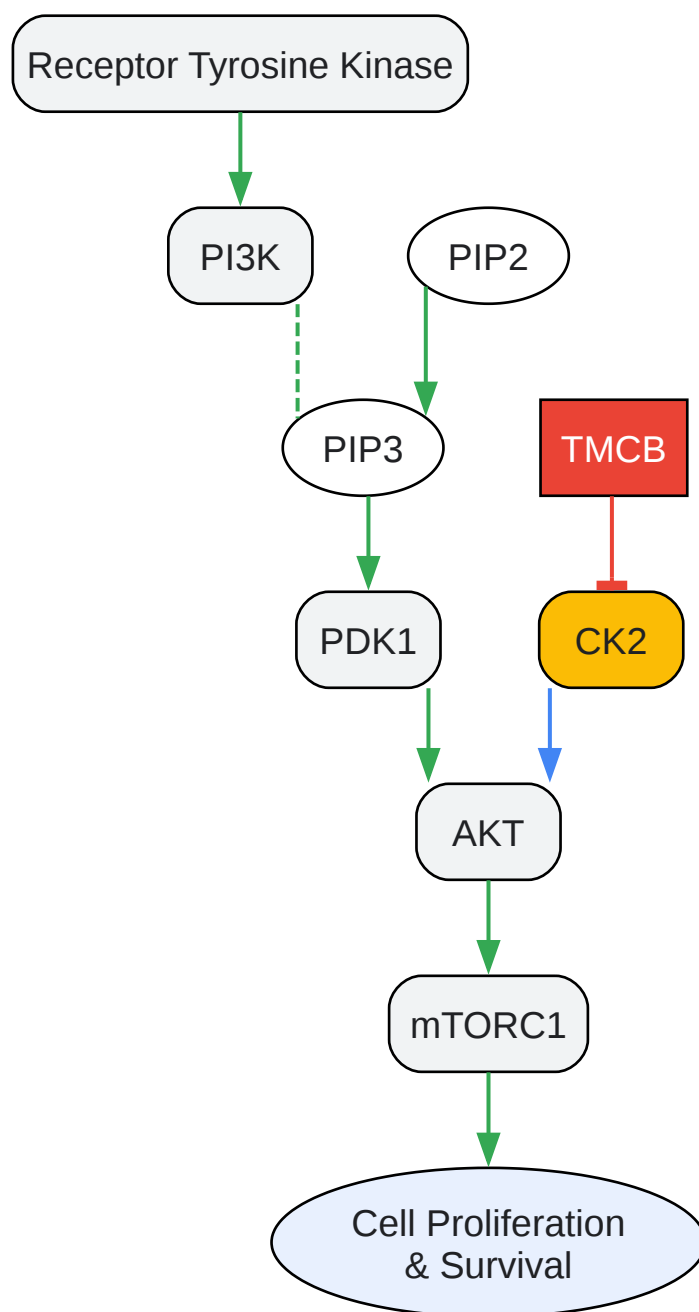 Receptor Tyrosine Kinase
PI3K
PIP2
PIP3
TMCB
PDK1
CK2
AKT
mTORC1
Cell Proliferation
& Survival